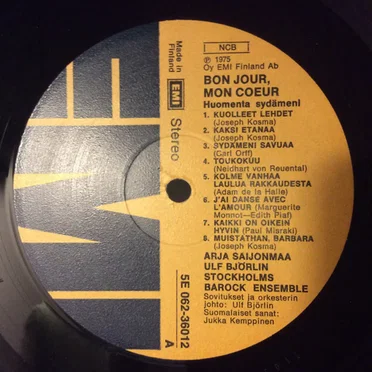 NCB
Made in
Finland
℗ 1975
Oy EMI Finland Ab
BON JOUR,
MON COEUR
Huomenta sydämeni
1. KUOLLEET LEHDET
(Joseph Kosma)
2. KAKSI ETANAA
(Joseph Kosma)
3. SYDÄMENI SAVUAA
(Carl Orff)
4. TOUKOKUU
(Neidhart von Reuental)
5. KOLME VANHAA
LAULUA RAKKAUDESTA
(Adam de la Halle)
6. J'AI DANSE AVEC
L'AMOUR (Marguerite
Monnot—Edith Piaf)
7. KAIKKI ON OIKEIN
HYVIN (Paul Misraki)
8. MUISTATHAN, BARBARA
(Joseph Kosma)
ARJA SAIJONMAA
ULF BJÖRLIN
STOCKHOLMS
BAROCK ENSEMBLE
Sovitukset ja orkesterin
johto: Ulf Björlin
Suomalaiset sanat:
Jukka Kemppinen
EMI
Stereo
5E 062-36012
A
EMI